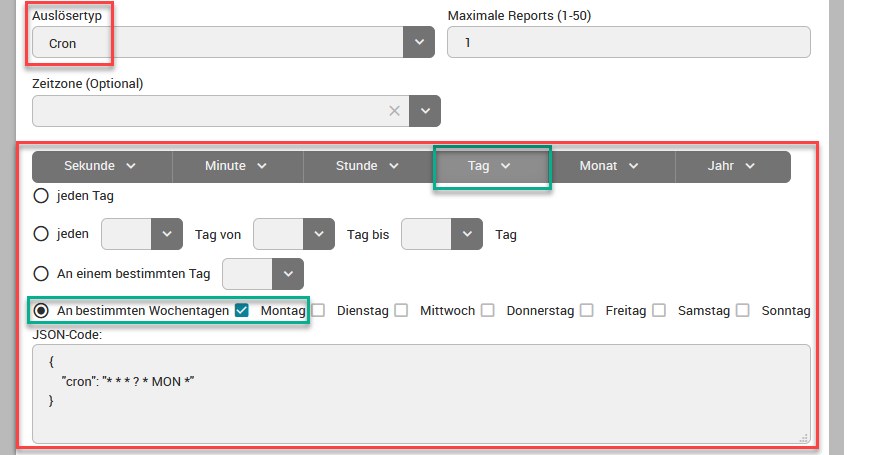 Auslösertyp Maximale Reports (1-50)
Cron 1
Zeitzone (Optional)
Sekunde Minute Stunde Tag Monat Jahr
jeden Tag
jeden Tag von Tag bis Tag
An einem bestimmten Tag
An bestimmten Wochentagen Montag Dienstag Mittwoch Donnerstag Freitag Samstag Sonntag
JSON-Code:
{
"cron": "* * * ? * MON *"
}